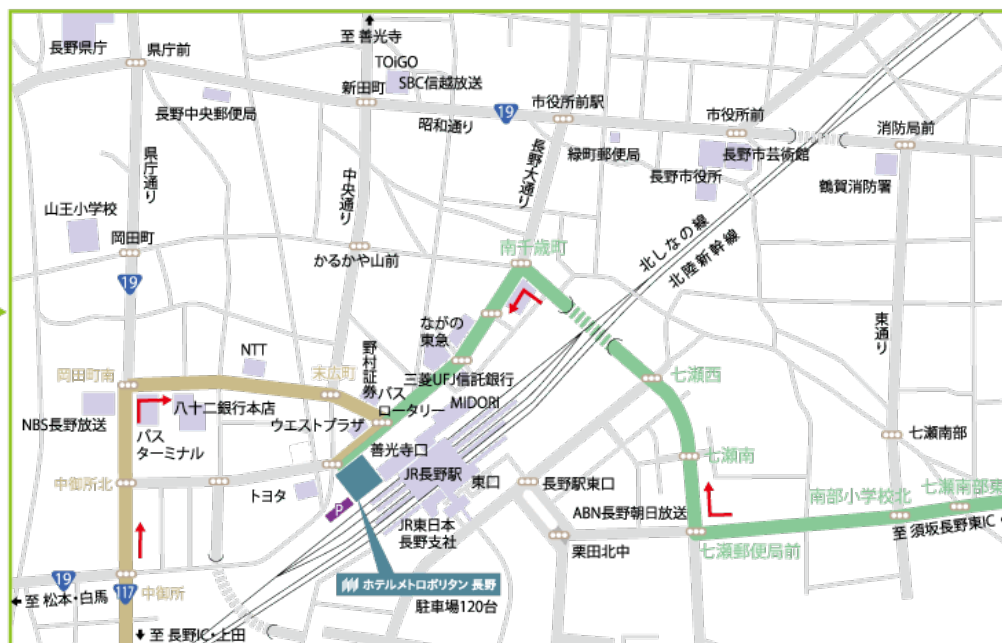 至 善光寺
長野県庁
県庁前
TOiGO
SBC信越放送
新田町
長野中央郵便局
昭和通り
19
市役所前駅
市役所前
消防局前
緑町郵便局
長野市芸術館
長野市役所
鶴賀消防署
県庁通り
中央通り
長野大通り
山王小学校
岡田町
かるかや山前
南千歳町
北しなの線
北陸新幹線
19
東通り
ながの
東急
NTT
末広町
野村証券
三菱UFJ信託銀行
岡田町南
七瀬西
バス
ロータリー
MIDORi
八十二銀行本店
NBS長野放送
バス
ターミナル
ウエストプラザ
善光寺口
七瀬南部
七瀬南
中御所北
トヨタ
JR長野駅
東口
長野駅東口
P
南部小学校北
七瀬南部東
ABN長野朝日放送
JR東日本
長野支社
栗田北中
七瀬郵便局前
至 須坂長野東IC・
19
至 松本・白馬
117
中御所
ホテルメトロポリタン 長野
駐車場120台
至 長野IC・上田